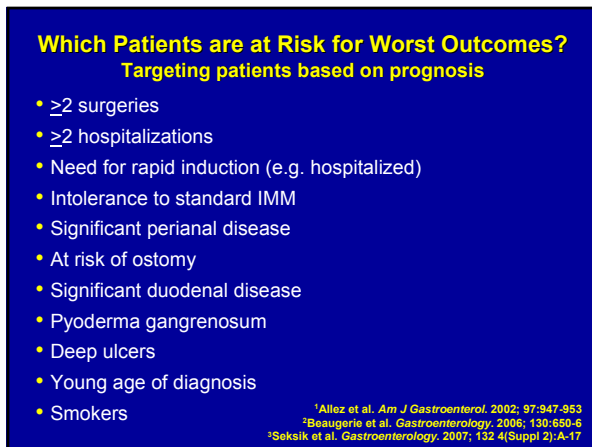 Which Patients are at Risk for Worst Outcomes?
Targeting patients based on prognosis
• ≥2 surgeries
• ≥2 hospitalizations
• Need for rapid induction (e.g. hospitalized)
• Intolerance to standard IMM
• Significant perianal disease
• At risk of ostomy
• Significant duodenal disease
• Pyoderma gangrenosum
• Deep ulcers
• Young age of diagnosis
• Smokers
¹Allez et al. Am J Gastroenterol. 2002; 97:947-953
²Beaugerie et al. Gastroenterology. 2006; 130:650-6
³Seksik et al. Gastroenterology. 2007; 132 4(Suppl 2):A-17